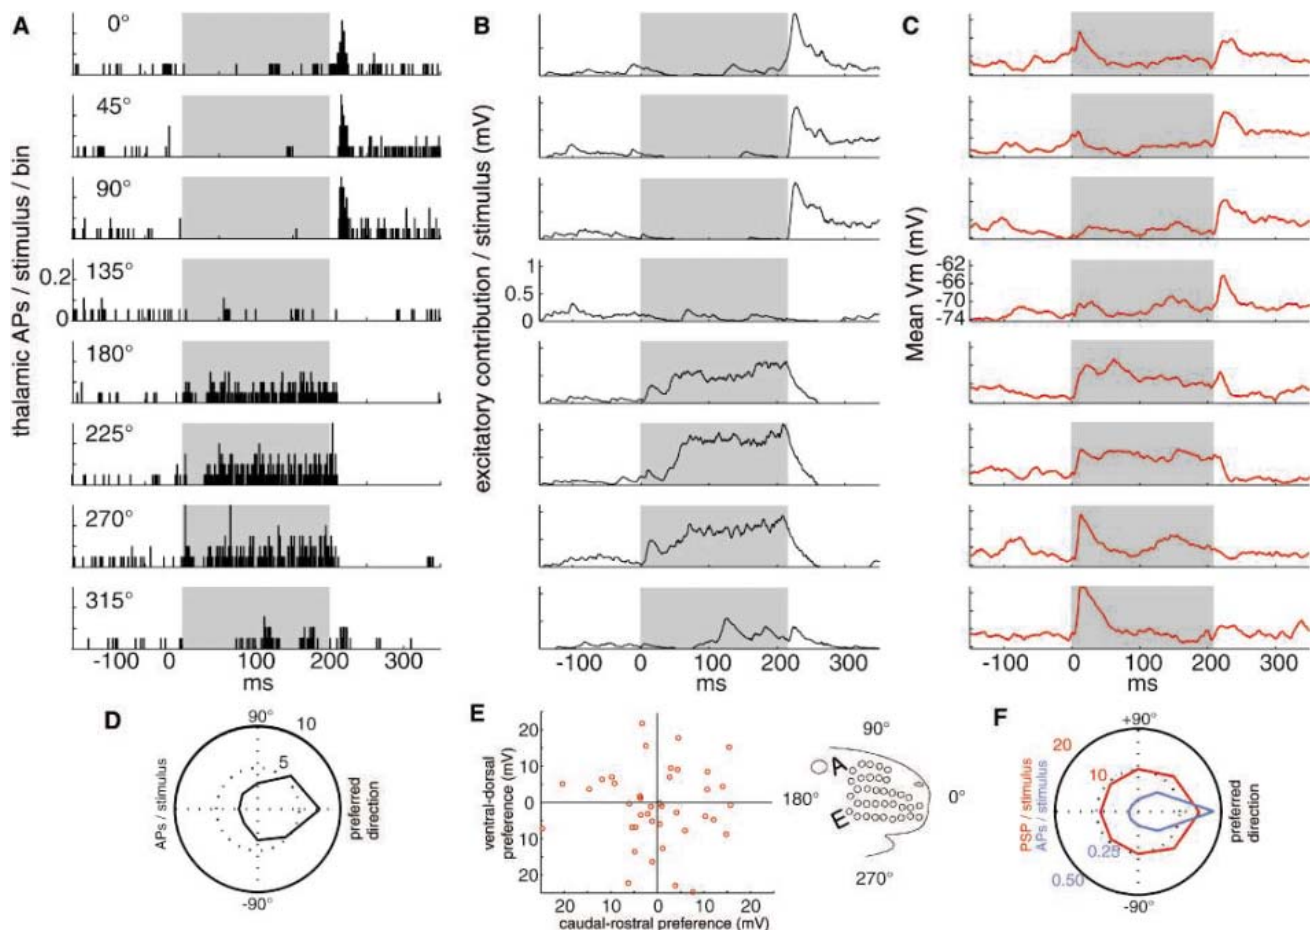 A
B
C
thalamic APs / stimulus / bin
excitatory contribution / stimulus (mV)
Mean Vm (mV)
0°
45°
90°
135°
0.2
0
1
0.5
0
-62
-66
-70
-74
180°
225°
270°
315°
-100 0 100 200 300
-100 0 100 200 300
-100 0 100 200 300
ms
ms
ms
D
90°
10
5
APs / stimulus
preferred direction
-90°
E
ventral-dorsal
preference (mV)
20
10
0
10
20
20 10 0 10 20
caudal-rostral preference (mV)
90°
A
180°
0°
E
270°
F
+90°
20
10
PSP / stimulus
APs / stimulus
0.25
0.50
preferred
direction
-90°